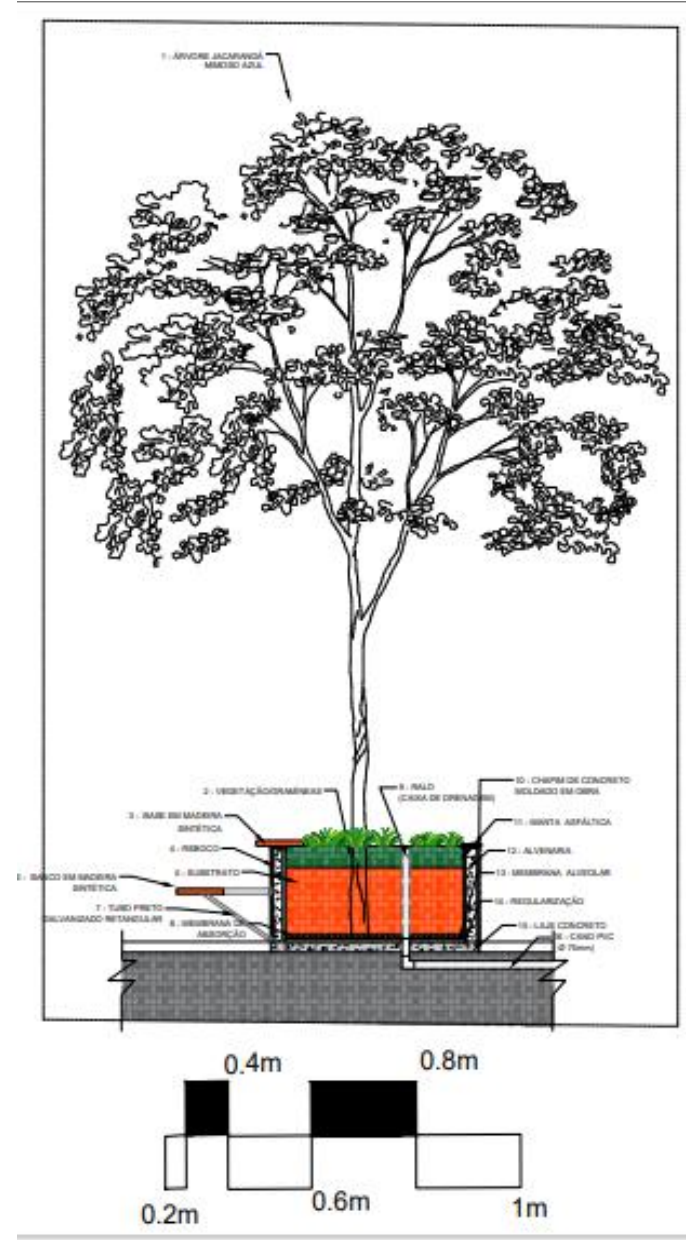 1 - ÁRVORE JACARANDÁ
MIMOSO AZUL
2 - VEGETAÇÃO/GRAMÍNEAS
9 - RALO
(CAIXA DE DRENAGEM)
10 - CHAPIM DE CONCRETO
MOLDADO EM OBRA
3 - BASE EM MADEIRA
SINTÉTICA
11 - MANTA ASFÁLTICA
4 - REBOCO
12 - ALVENARIA
5 - SUBSTRATO
13 - MEMBRANA ALVEOLAR
- BANCO EM MADEIRA
SINTÉTICA
14 - REGULARIZAÇÃO
7 - TUBO PRETO
GALVANIZADO RETANGULAR
8 - MEMBRANA DE
ABSORÇÃO
15 - LAJE CONCRETO
- CANO PVC
Ø 75mm)
0.4m
0.8m
0.2m
0.6m
1m